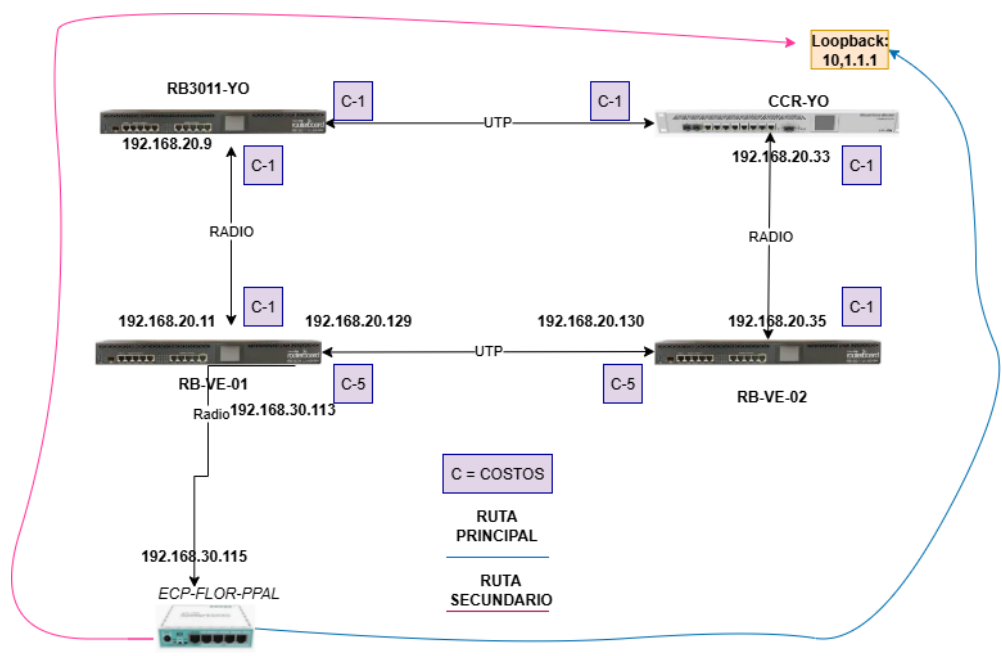 Loopback:
10,1.1.1
RB3011-YO
C-1
C-1
CCR-YO
UTP
192.168.20.9
C-1
192.168.20.33
C-1
RADIO
RADIO
192.168.20.11
C-1
192.168.20.129
192.168.20.130
192.168.20.35
C-1
UTP
RB-VE-01
C-5
C-5
RB-VE-02
Radio
192.168.30.113
C = COSTOS
RUTA
PRINCIPAL
192.168.30.115
RUTA
SECUNDARIO
ECP-FLOR-PPAL